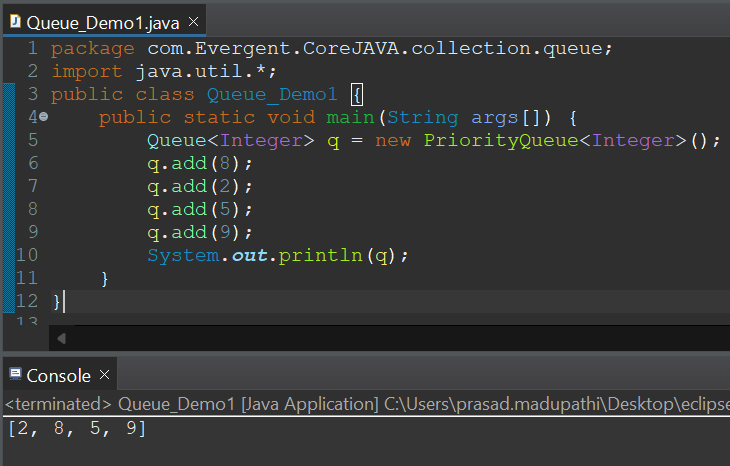 Queue_Demo1.java
1 package com.Evergent.CoreJAVA.collection.queue;
2 import java.util.*;
3 public class Queue_Demo1 {
4 public static void main(String args[]) {
5 Queue<Integer> q = new PriorityQueue<Integer>();
6 q.add(8);
7 q.add(2);
8 q.add(5);
9 q.add(9);
10 System.out.println(q);
11 }
12 }
13
Console
<terminated> Queue_Demo1 [Java Application] C:\Users\prasad.madupathi\Desktop\eclipse
[2, 8, 5, 9]